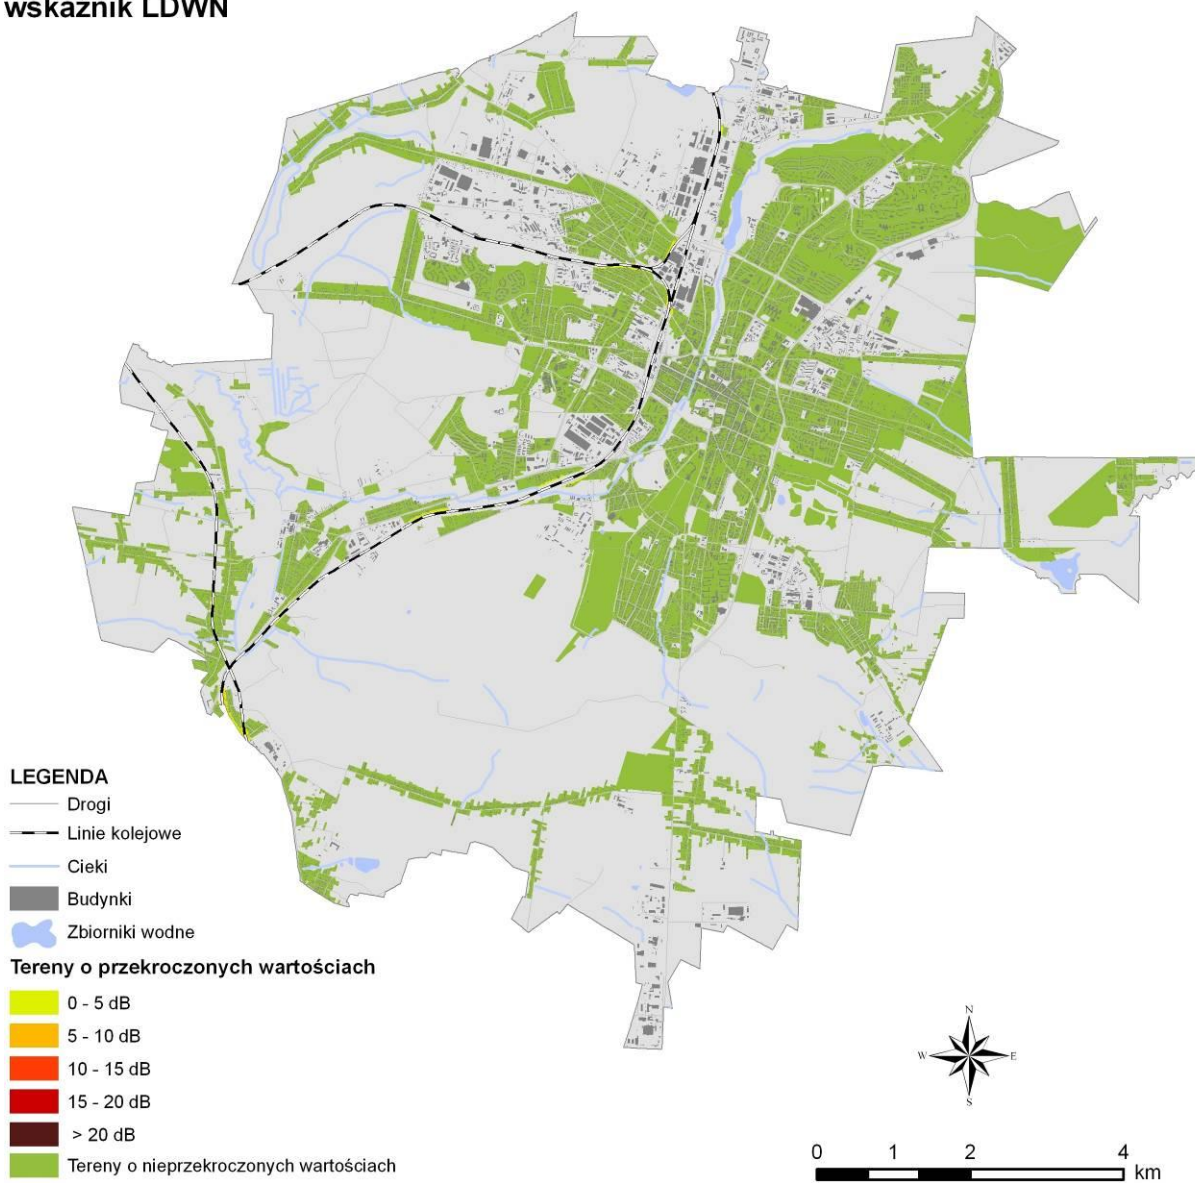 wskaźnik LDWN
LEGENDA
Drogi
Linie kolejowe
Cieki
Budynki
Zbiorniki wodne
Tereny o przekroczonych wartościach
0 - 5 dB
5 - 10 dB
10 - 15 dB
15 - 20 dB
> 20 dB
Tereny o nieprzekroczonych wartościach
N
W E
S
0 1 2 4
km